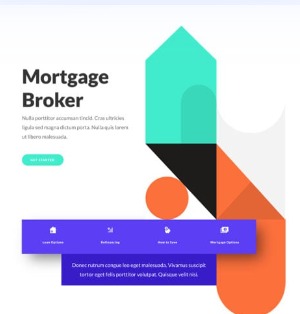 Mortgage
Broker
Nulla porttitor accumsan tincid. Cras ultricies
ligula sed magna dictum porta. Nulla quis lorem
ut libero malesuada.
GET STARTED
Loan Options
Refinancing
How to Save
Mortgage Options
Donec rutrum congue leo eget malesuada. Vivamus suscipit
tortor eget felis porttitor volutpat. Quisque velit nisi.